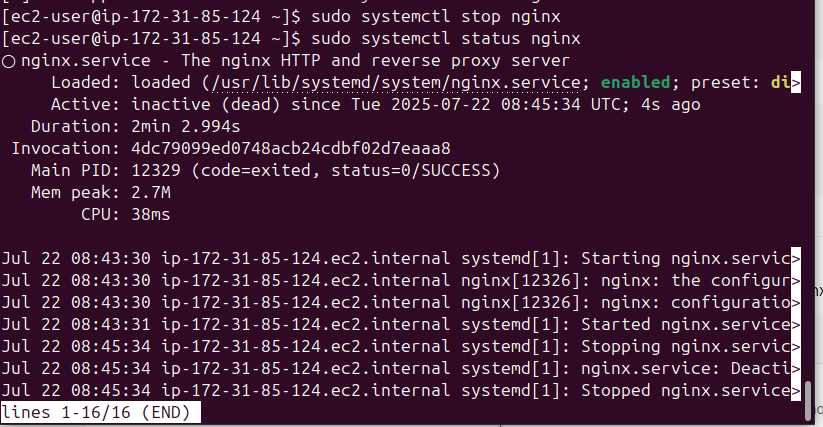 [ec2-user@ip-172-31-85-124 ~]$ sudo systemctl stop nginx
[ec2-user@ip-172-31-85-124 ~]$ sudo systemctl status nginx
○ nginx.service - The nginx HTTP and reverse proxy server
     Loaded: loaded (/usr/lib/systemd/system/nginx.service; enabled; preset: di>
     Active: inactive (dead) since Tue 2025-07-22 08:45:34 UTC; 4s ago
   Duration: 2min 2.994s
 Invocation: 4dc79099ed0748acb24cdbf02d7eaaa8
   Main PID: 12329 (code=exited, status=0/SUCCESS)
   Mem peak: 2.7M
        CPU: 38ms
Jul 22 08:43:30 ip-172-31-85-124.ec2.internal systemd[1]: Starting nginx.servic>
Jul 22 08:43:30 ip-172-31-85-124.ec2.internal nginx[12326]: nginx: the configur>
Jul 22 08:43:30 ip-172-31-85-124.ec2.internal nginx[12326]: nginx: configuratio>
Jul 22 08:43:31 ip-172-31-85-124.ec2.internal systemd[1]: Started nginx.service>
Jul 22 08:45:34 ip-172-31-85-124.ec2.internal systemd[1]: Stopping nginx.servic>
Jul 22 08:45:34 ip-172-31-85-124.ec2.internal systemd[1]: nginx.service: Deacti>
Jul 22 08:45:34 ip-172-31-85-124.ec2.internal systemd[1]: Stopped nginx.service>
lines 1-16/16 (END)